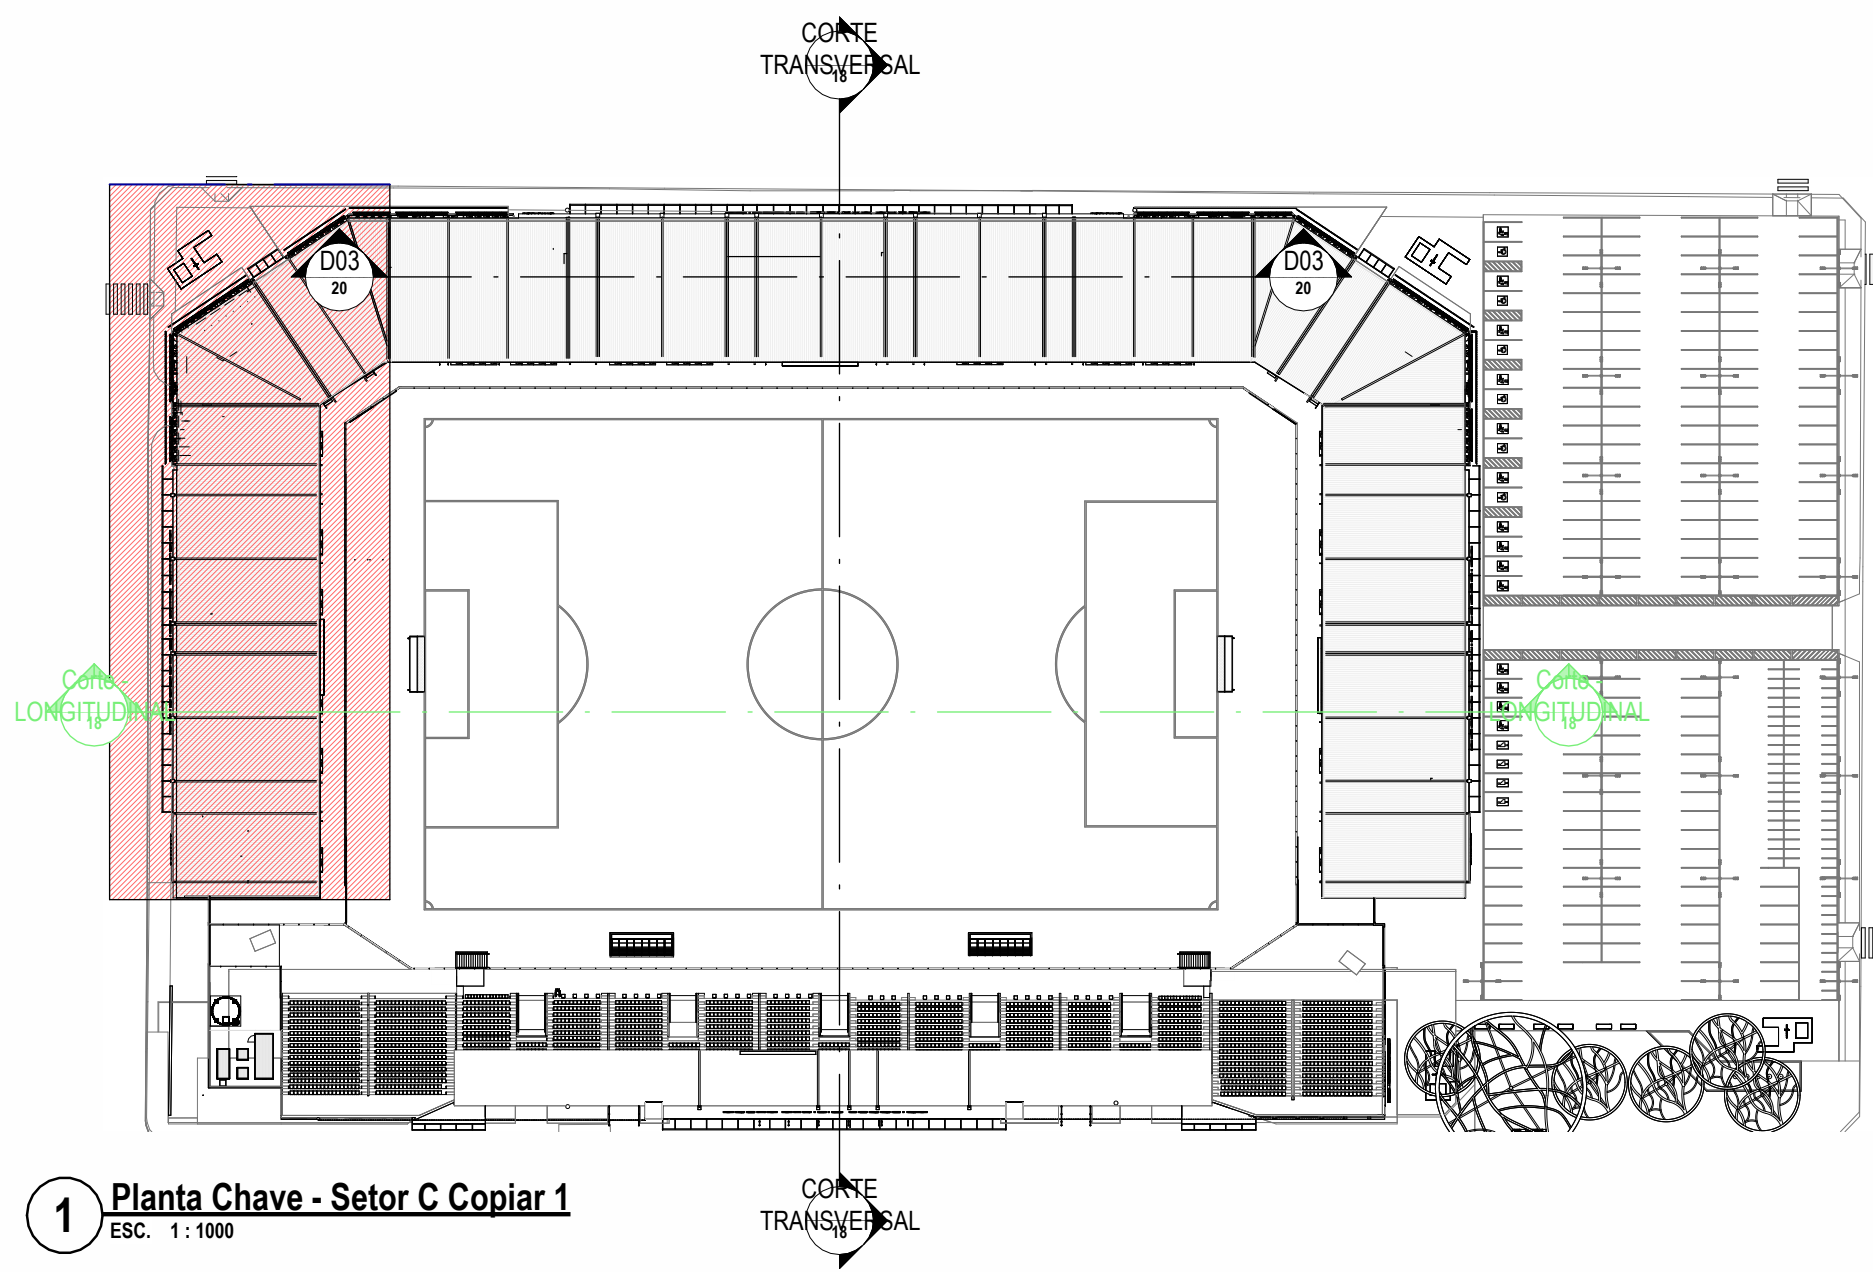 CORTE
TRANSVERSAL
18
D03
20
D03
20
Corte -
LONGITUDINAL
18
Corte -
LONGITUDINAL
18
1
Planta Chave - Setor C Copiar 1
ESC. 1 : 1000
CORTE
TRANSVERSAL
18